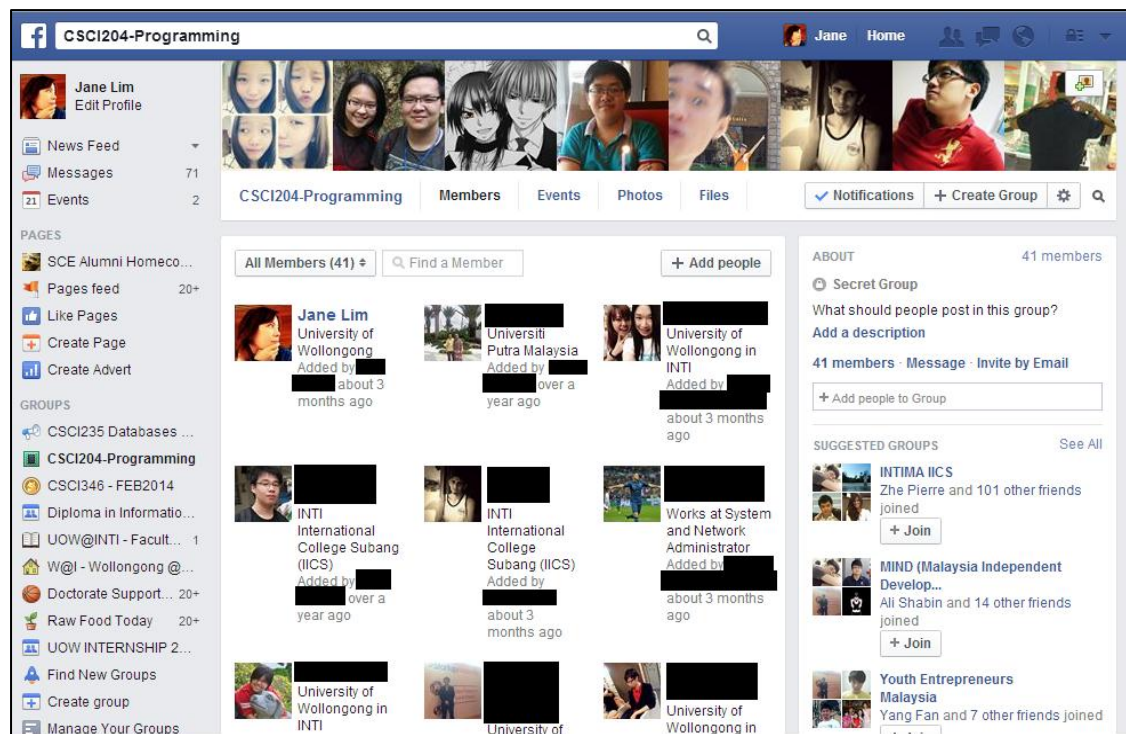 f CSCI204-Programming
Jane Home
Jane Lim
Edit Profile
News Feed
Messages 71
21 Events 2
PAGES
SCE Alumni Homeco...
Pages feed 20+
Like Pages
Create Page
Create Advert
GROUPS
CSCI235 Databases ...
CSCI204-Programming
CSCI346 - FEB2014
Diploma in Informatio...
UOW@INTI - Facult... 1
W@I - Wollongong @...
Doctorate Support... 20+
Raw Food Today 20+
UOW INTERNSHIP 2...
Find New Groups
Create group
Manage Your Groups
CSCI204-Programming Members Events Photos Files
Notifications + Create Group
All Members (41) Find a Member + Add people
Jane Lim
University of
Wollongong
Added by
about 3
months ago
Universiti
Putra Malaysia
Added by
over a
year ago
University of
Wollongong in
INTI
Added by
about 3 months
ago
INTI
International
College Subang
(IICS)
Added by
over a
year ago
INTI
International
College
Subang (IICS)
Added by
about 3
months ago
Works at System
and Network
Administrator
Added by
about 3 months
ago
University of
Wollongong in
INTI
University of
University of
Wollongong in
ABOUT 41 members
Secret Group
What should people post in this group?
Add a description
41 members · Message · Invite by Email
+ Add people to Group
SUGGESTED GROUPS See All
INTIMA IICS
Zhe Pierre and 101 other friends
joined
+ Join
MIND (Malaysia Independent
Develop...
Ali Shabin and 14 other friends
joined
+ Join
Youth Entrepreneurs
Malaysia
Yang Fan and 7 other friends joined
+ Join